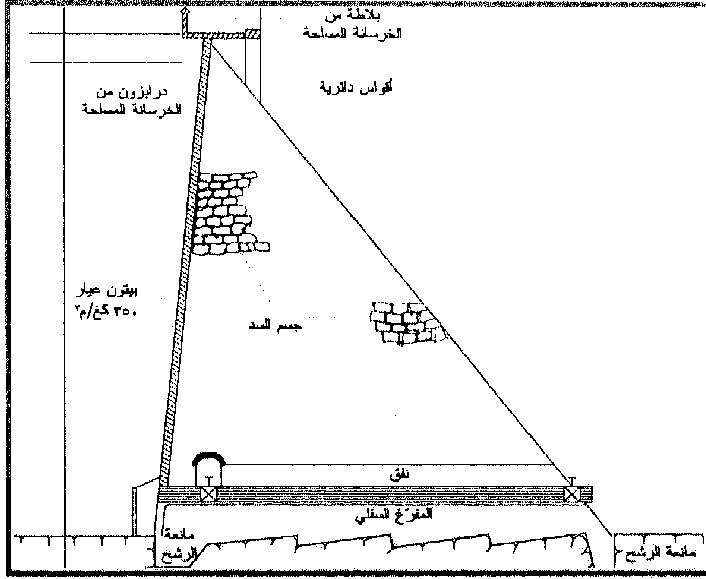 بلاطة من
الخرسانة المسلحة
أقواس دائرية
درابزون من
الخرسانة المسلحة
بيتون عيار
٣٥٠ كغ/م٣
جسم السد
نفق
المفرغ السفلي
مانعة
الرشح
مانعة الرشح